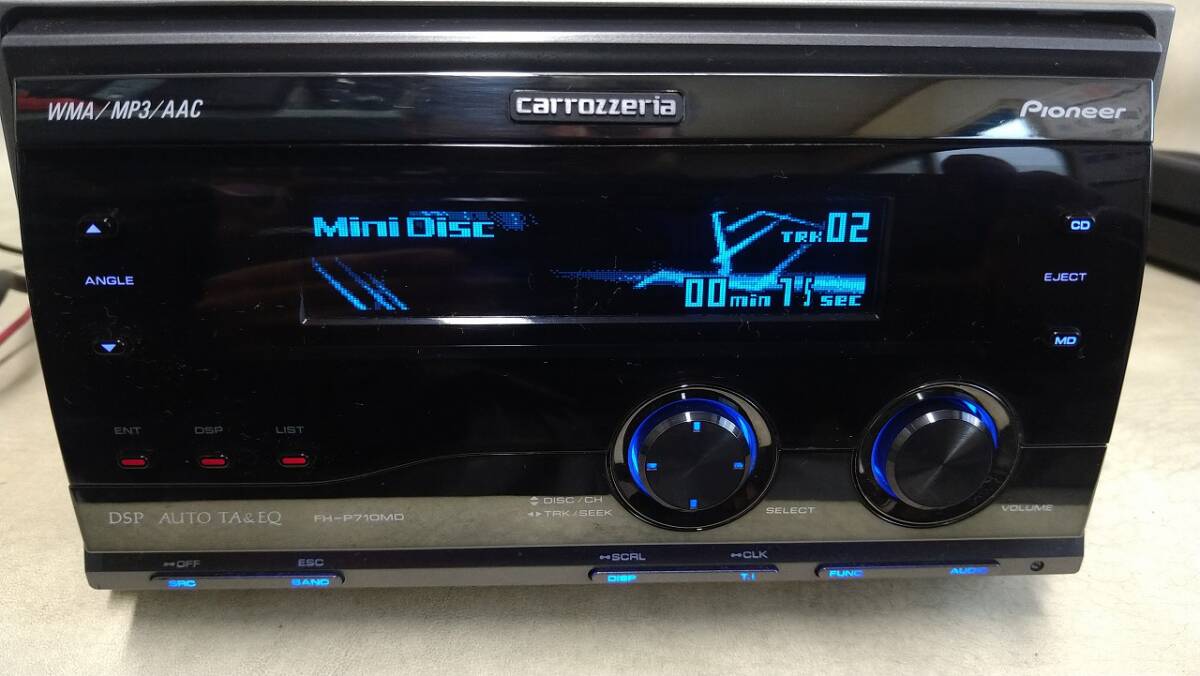 WMA/MP3/AAC
carrozzeria
Pioneer
Mini Disc
TRK 02
00 min sec
ANGLE
CD
EJECT
MD
ENT DSP LIST
DISC/CH
TRK/SEEK
SELECT
VOLUME
DSP AUTO TA&EQ FH-P710MD
OFF ESC SCRL CLK
SRC BAND DISP T.I FUNC AUDIO